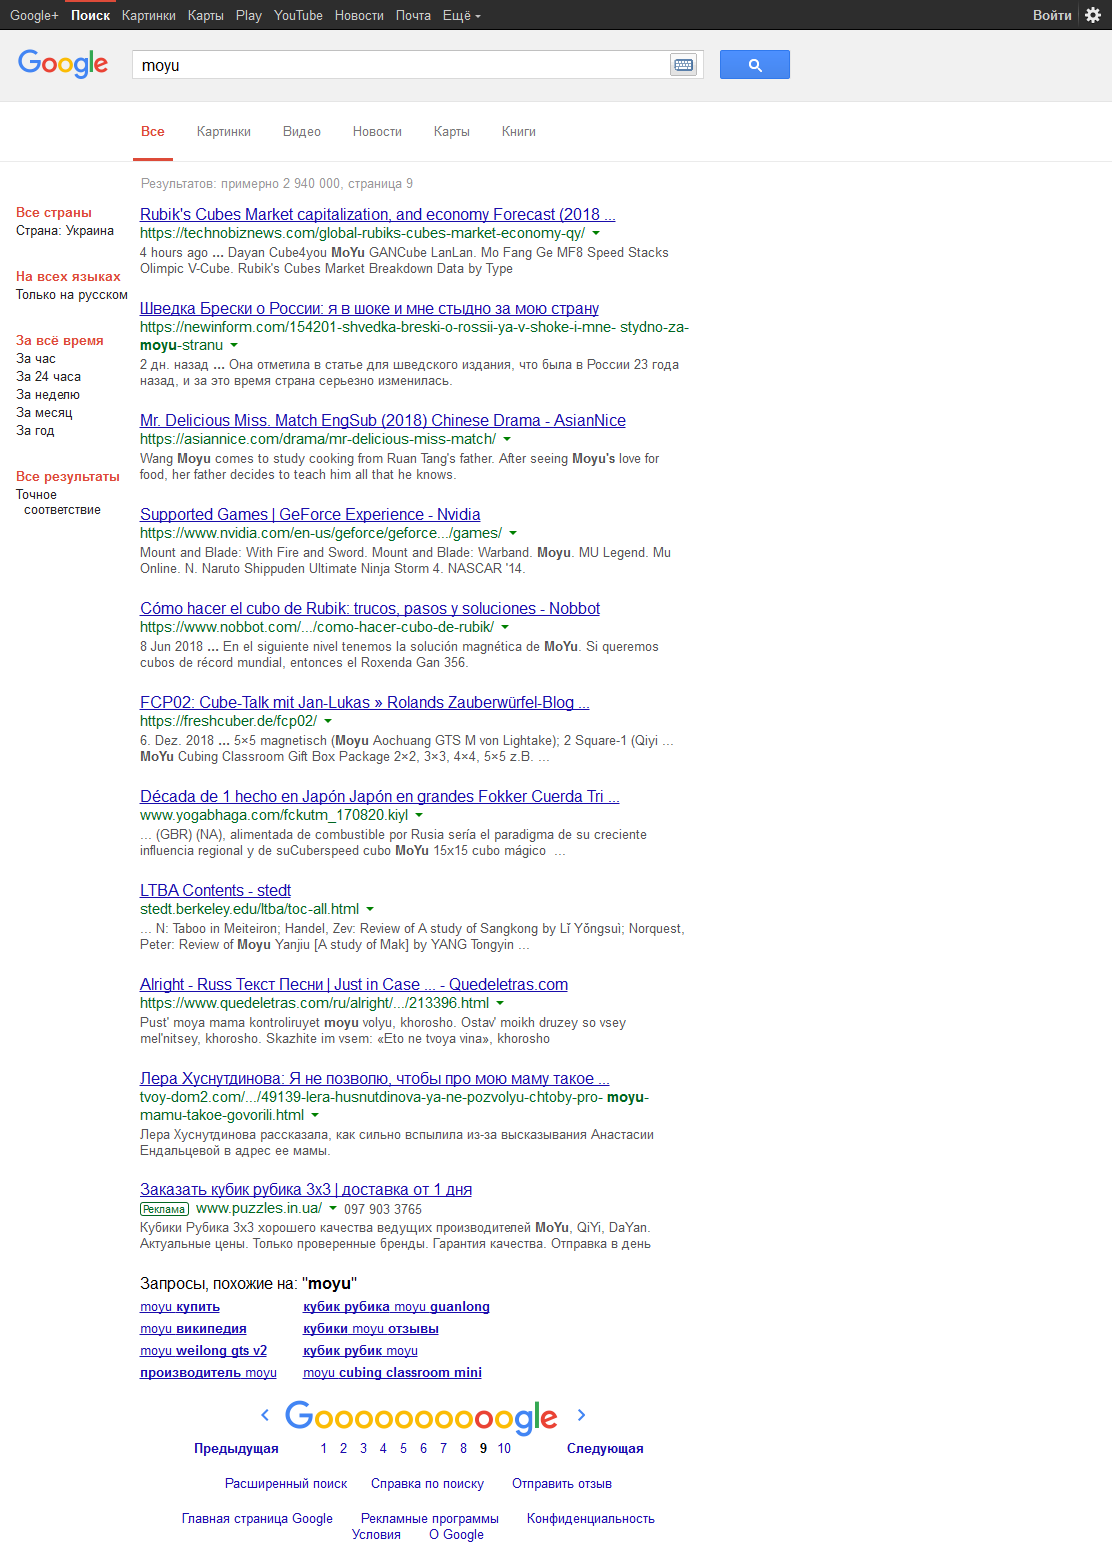 Google+ Поиск Картинки Карты Play YouTube Новости Почта Ещё Войти
Google
moyu
Все Картинки Видео Новости Карты Книги
Результатов: примерно 2 940 000, страница 9
Все страны
Страна: Украина
На всех языках
Только на русском
За всё время
За час
За 24 часа
За неделю
За месяц
За год
Все результаты
Точное
соответствие
Rubik's Cubes Market capitalization, and economy Forecast (2018 ...
https://technobiznews.com/global-rubiks-cubes-market-economy-qy/
4 hours ago ... Dayan Cube4you MoYu GANCube LanLan. Mo Fang Ge MF8 Speed Stacks
Olimpic V-Cube. Rubik's Cubes Market Breakdown Data by Type
Шведка Брески о России: я в шоке и мне стыдно за мою страну
https://newinform.com/154201-shvedka-breski-o-rossii-ya-v-shoke-i-mne- stydno-za-
moyu-stranu
2 дн. назад ... Она отметила в статье для шведского издания, что была в России 23 года
назад, и за это время страна серьезно изменилась.
Mr. Delicious Miss. Match EngSub (2018) Chinese Drama - AsianNice
https://asiannice.com/drama/mr-delicious-miss-match/
Wang Moyu comes to study cooking from Ruan Tang's father. After seeing Moyu's love for
food, her father decides to teach him all that he knows.
Supported Games | GeForce Experience - Nvidia
https://www.nvidia.com/en-us/geforce/geforce.../games/
Mount and Blade: With Fire and Sword. Mount and Blade: Warband. Moyu. MU Legend. Mu
Online. N. Naruto Shippuden Ultimate Ninja Storm 4. NASCAR '14.
Cómo hacer el cubo de Rubik: trucos, pasos y soluciones - Nobbot
https://www.nobbot.com/.../como-hacer-cubo-de-rubik/
8 Jun 2018 ... En el siguiente nivel tenemos la solución magnética de MoYu. Si queremos
cubos de récord mundial, entonces el Roxenda Gan 356.
FCP02: Cube-Talk mit Jan-Lukas » Rolands Zauberwürfel-Blog ...
https://freshcuber.de/fcp02/
6. Dez. 2018 ... 5×5 magnetisch (Moyu Aochuang GTS M von Lightake); 2 Square-1 (Qiyi ...
MoYu Cubing Classroom Gift Box Package 2×2, 3×3, 4×4, 5×5 z.B. ...
Década de 1 hecho en Japón Japón en grandes Fokker Cuerda Tri ...
www.yogabhaga.com/fckutm_170820.kiyl
... (GBR) (NA), alimentada de combustible por Rusia sería el paradigma de su creciente
influencia regional y de suCuberspeed cubo MoYu 15x15 cubo mágico ...
LTBA Contents - stedt
stedt.berkeley.edu/ltba/toc-all.html
... N: Taboo in Meiteiron; Handel, Zev: Review of A study of Sangkong by Lǐ Yǒngsuì; Norquest,
Peter: Review of Moyu Yanjiu [A study of Mak] by YANG Tongyin ...
Alright - Russ Текст Песни | Just in Case ... - Quedeletras.com
https://www.quedeletras.com/ru/alright/.../213396.html
Pust' moya mama kontroliruyet moyu volyu, khorosho. Ostav' moikh druzey so vsey
mel'nitsey, khorosho. Skazhite im vsem: «Eto ne tvoya vina», khorosho
Лера Хуснутдинова: Я не позволю, чтобы про мою маму такое ...
tvoy-dom2.com/.../49139-lera-husnutdinova-ya-ne-pozvolyu-chtoby-pro- moyu-
mamu-takoe-govorili.html
Лера Хуснутдинова рассказала, как сильно вспылила из-за высказывания Анастасии
Ендальцевой в адрес ее мамы.
Заказать кубик рубика 3x3 | доставка от 1 дня
Реклама www.puzzles.in.ua/ 097 903 3765
Кубики Рубика 3x3 хорошего качества ведущих производителей MoYu, QiYi, DaYan.
Актуальные цены. Только проверенные бренды. Гарантия качества. Отправка в день
Запросы, похожие на: "moyu"
moyu купить кубик рубика moyu guanlong
moyu википедия кубики moyu отзывы
moyu weilong gts v2 кубик рубик moyu
производитель moyu moyu cubing classroom mini
Goooooooooogle
Предыдущая 1 2 3 4 5 6 7 8 9 10 Следующая
Расширенный поиск Справка по поиску Отправить отзыв
Главная страница Google Рекламные программы Конфиденциальность
Условия О Google